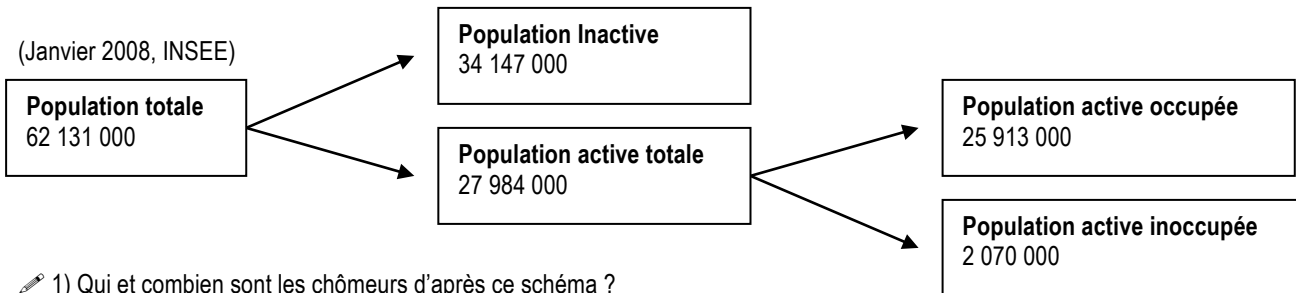 (Janvier 2008, INSEE)
Population totale
62 131 000
Population Inactive
34 147 000
Population active totale
27 984 000
Population active occupée
25 913 000
Population active inoccupée
2 070 000
✐ 1) Qui et combien sont les chômeurs d'après ce schéma ?